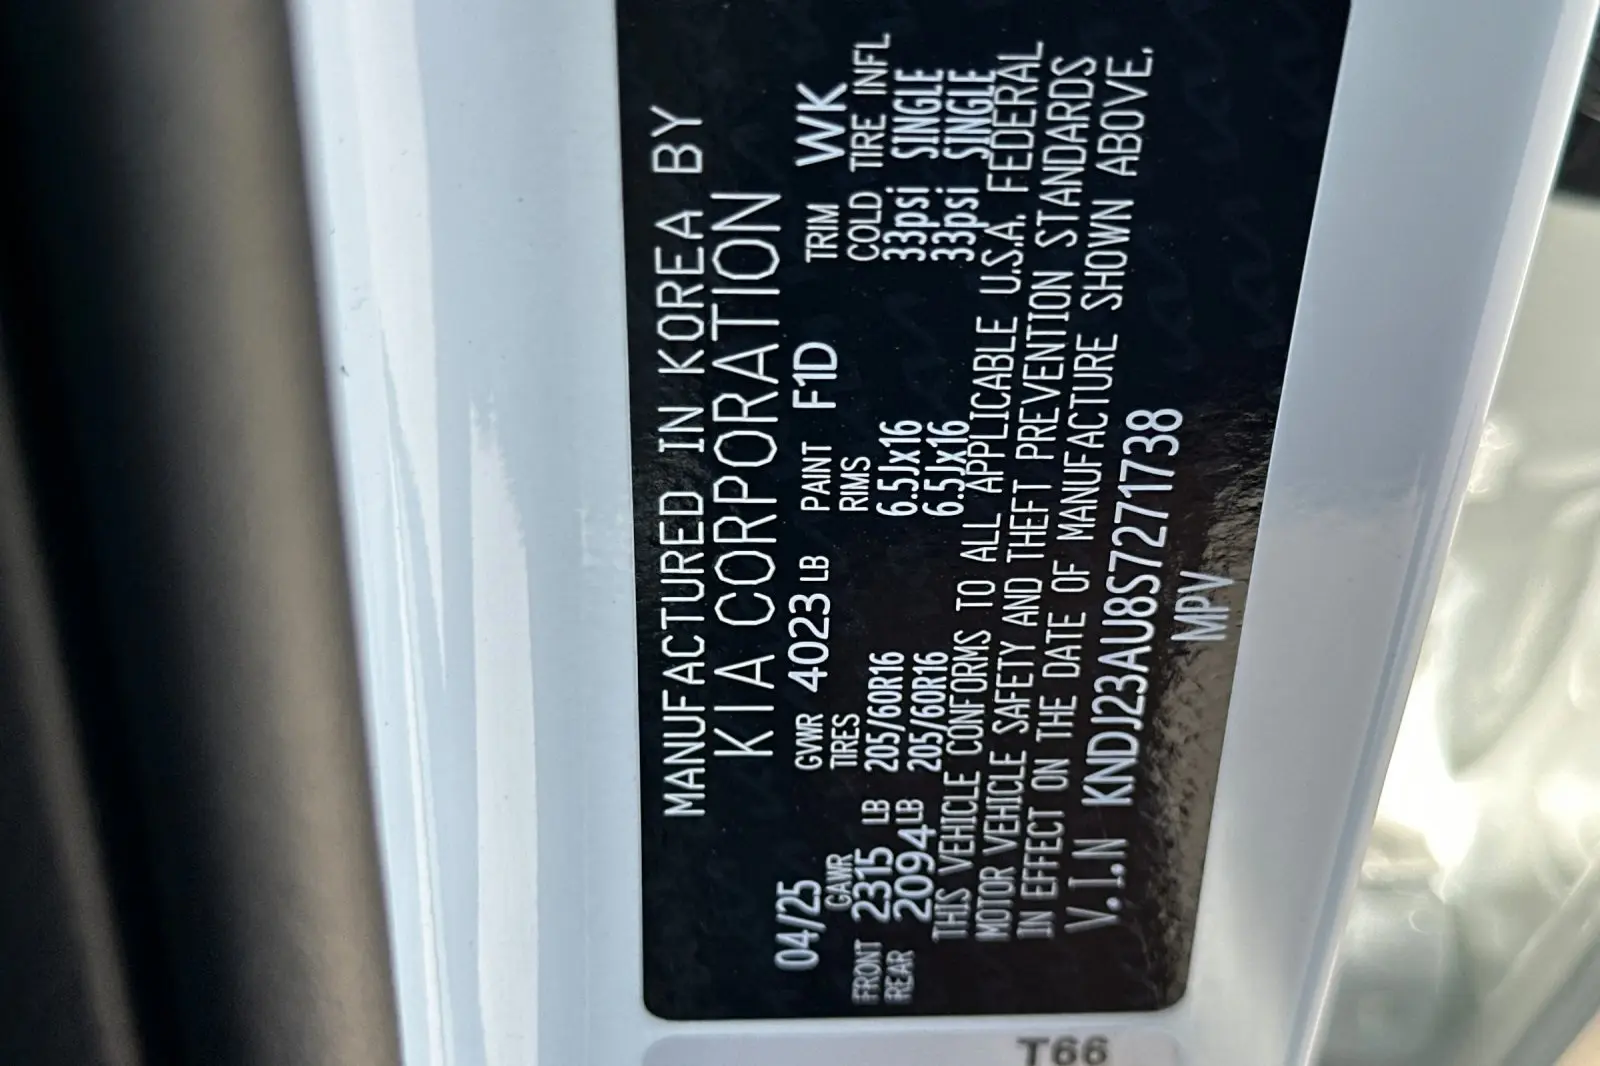 MANUFACTURED IN KOREA BY
KIA CORPORATION
04/25 GVWR 4023 LB PAINT F1D TRIM WK
GAWR TIRES RIMS COLD TIRE INFL
FRONT 2315 LB 205/60R16 6.5Jx16 33psi SINGLE
REAR 2094 LB 205/60R16 6.5Jx16 33psi SINGLE
THIS VEHICLE CONFORMS TO ALL APPLICABLE U.S.A. FEDERAL
MOTOR VEHICLE SAFETY AND THEFT PREVENTION STANDARDS
IN EFFECT ON THE DATE OF MANUFACTURE SHOWN ABOVE.
V.I.N KNDJ23AU8S7271738
MPV
T66